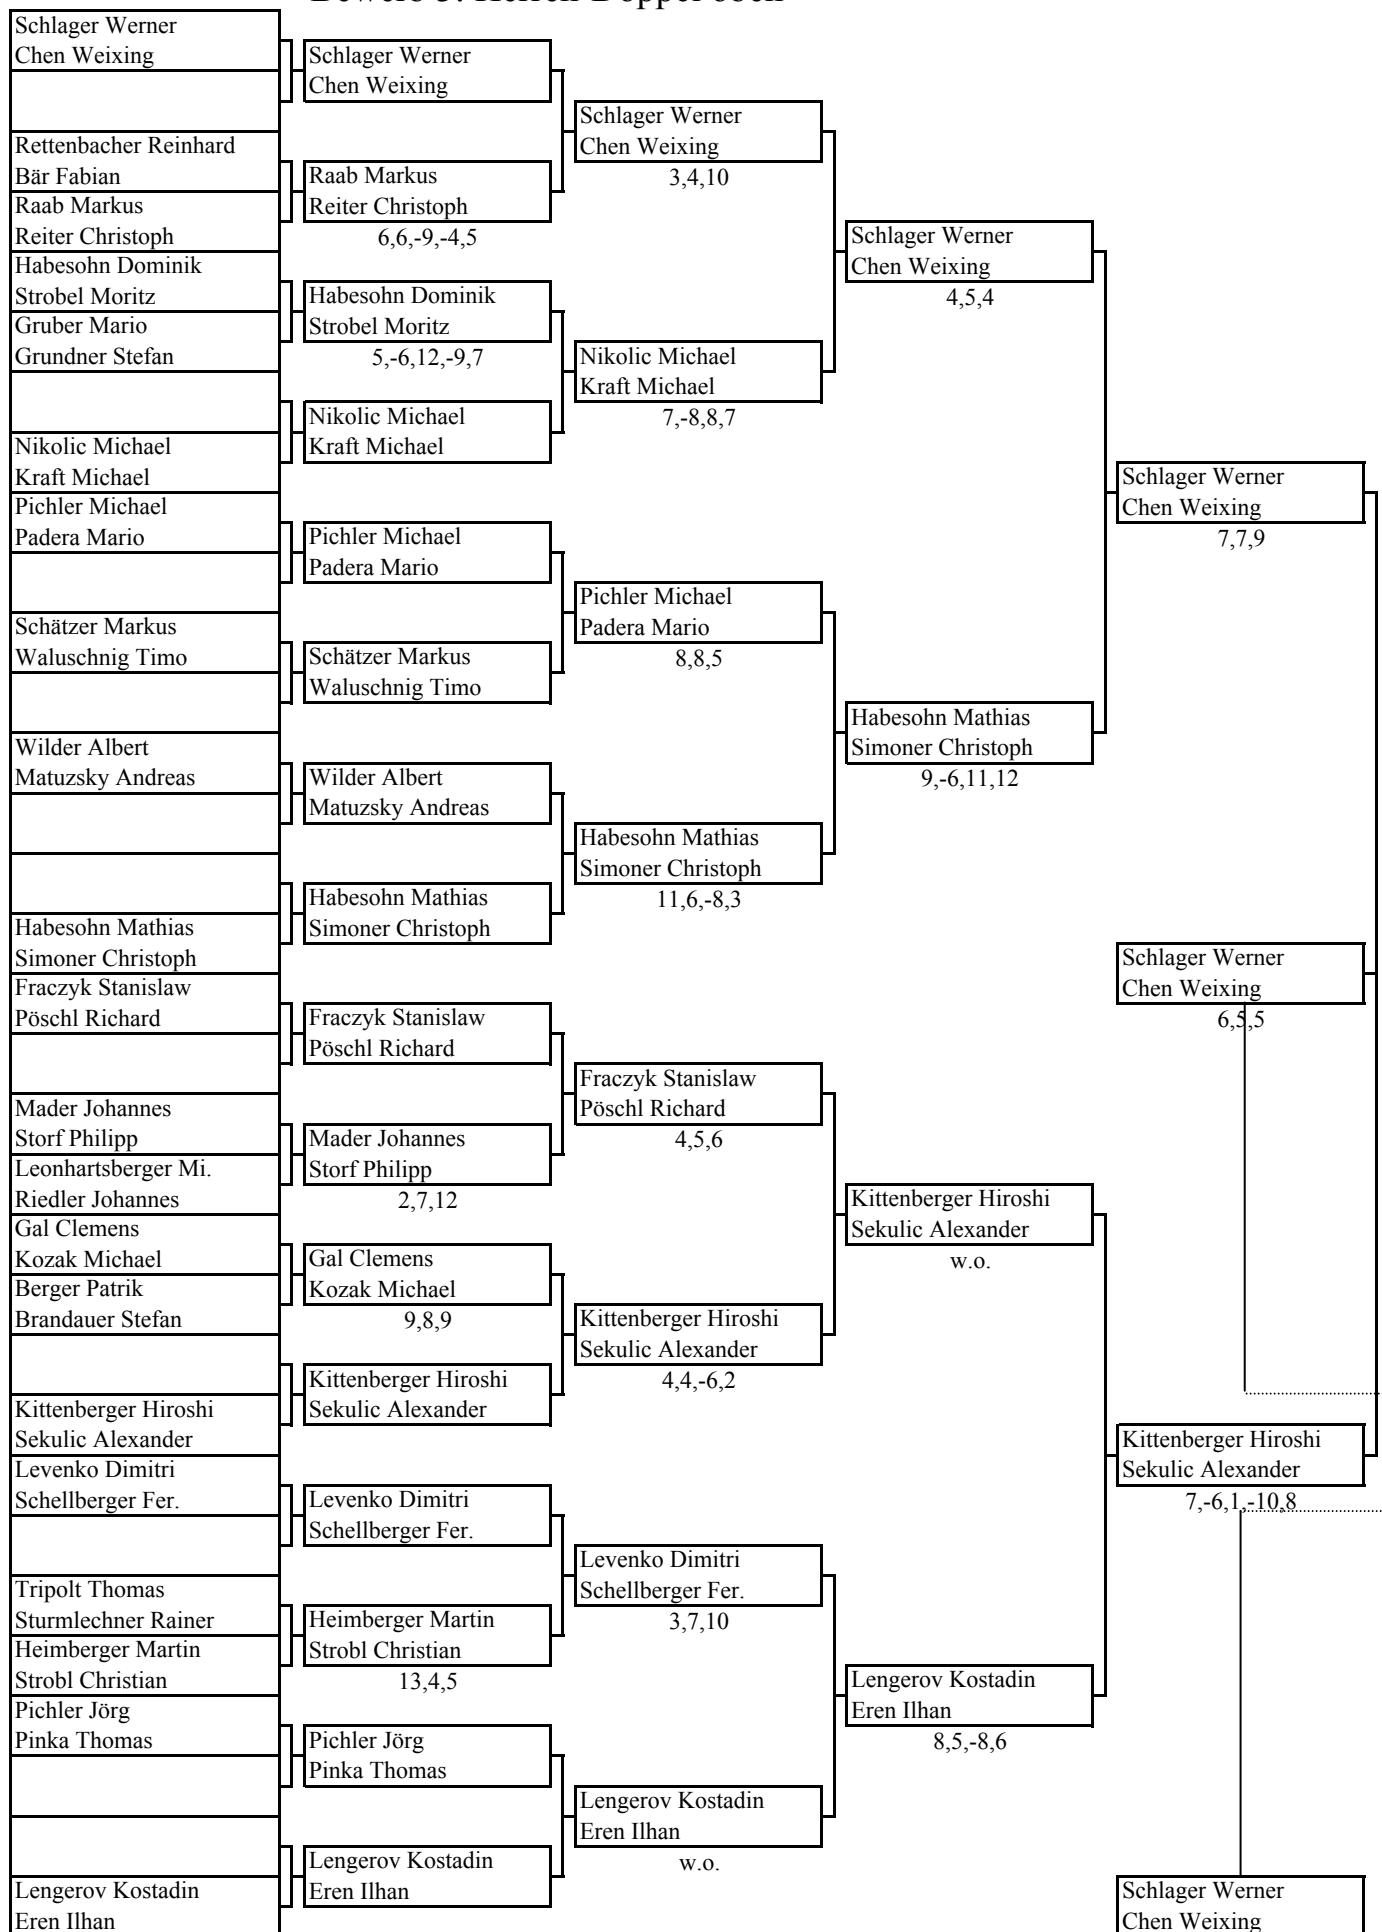 Schlager Werner
Chen Weixing
Rettenbacher Reinhard
Bär Fabian
Raab Markus
Reiter Christoph
Habesohn Dominik
Strobel Moritz
Gruber Mario
Grundner Stefan
Nikolic Michael
Kraft Michael
Pichler Michael
Padera Mario
Schätzer Markus
Waluschnig Timo
Wilder Albert
Matuzsky Andreas
Habesohn Mathias
Simoner Christoph
Fraczyk Stanislaw
Pöschl Richard
Mader Johannes
Storf Philipp
Leonhartsberger Mi.
Riedler Johannes
Gal Clemens
Kozak Michael
Berger Patrik
Brandauer Stefan
Kittenberger Hiroshi
Sekulic Alexander
Levenko Dimitri
Schellberger Fer.
Tripolt Thomas
Sturmlechner Rainer
Heimberger Martin
Strobl Christian
Pichler Jörg
Pinka Thomas
Lengerov Kostadin
Eren Ilhan
Schlager Werner
Chen Weixing
Raab Markus
Reiter Christoph
6,6,-9,-4,5
Habesohn Dominik
Strobel Moritz
5,-6,12,-9,7
Nikolic Michael
Kraft Michael
Pichler Michael
Padera Mario
Schätzer Markus
Waluschnig Timo
Wilder Albert
Matuzsky Andreas
Habesohn Mathias
Simoner Christoph
Fraczyk Stanislaw
Pöschl Richard
Mader Johannes
Storf Philipp
2,7,12
Gal Clemens
Kozak Michael
9,8,9
Kittenberger Hiroshi
Sekulic Alexander
Levenko Dimitri
Schellberger Fer.
Heimberger Martin
Strobl Christian
13,4,5
Pichler Jörg
Pinka Thomas
Lengerov Kostadin
Eren Ilhan
Schlager Werner
Chen Weixing
3,4,10
Nikolic Michael
Kraft Michael
7,-8,8,7
Pichler Michael
Padera Mario
8,8,5
Habesohn Mathias
Simoner Christoph
11,6,-8,3
Fraczyk Stanislaw
Pöschl Richard
4,5,6
Kittenberger Hiroshi
Sekulic Alexander
4,4,-6,2
Levenko Dimitri
Schellberger Fer.
3,7,10
Lengerov Kostadin
Eren Ilhan
w.o.
Schlager Werner
Chen Weixing
4,5,4
Habesohn Mathias
Simoner Christoph
9,-6,11,12
Kittenberger Hiroshi
Sekulic Alexander
w.o.
Lengerov Kostadin
Eren Ilhan
8,5,-8,6
Schlager Werner
Chen Weixing
7,7,9
Schlager Werner
Chen Weixing
6,5,5
Kittenberger Hiroshi
Sekulic Alexander
7,-6,1,-10,8
Schlager Werner
Chen Weixing